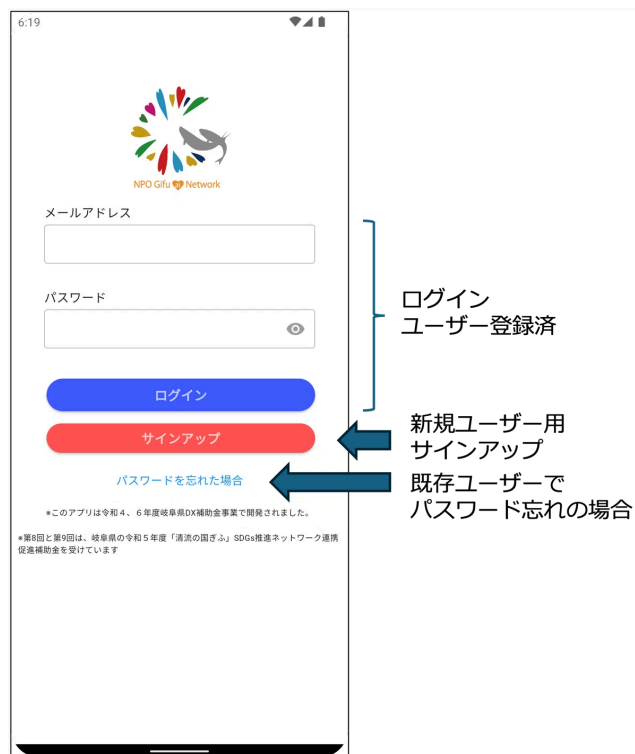 6:19
NPO Gifu ai Network
メールアドレス
パスワード
ログイン
サインアップ
パスワードを忘れた場合
*このアプリは令和４、６年度岐阜県DX補助金事業で開発されました。
*第8回と第9回は、岐阜県の令和５年度「清流の国ぎふ」SDGs推進ネットワーク連携
促進補助金を受けています
ログイン
ユーザー登録済
新規ユーザー用
サインアップ
既存ユーザーで
パスワード忘れの場合